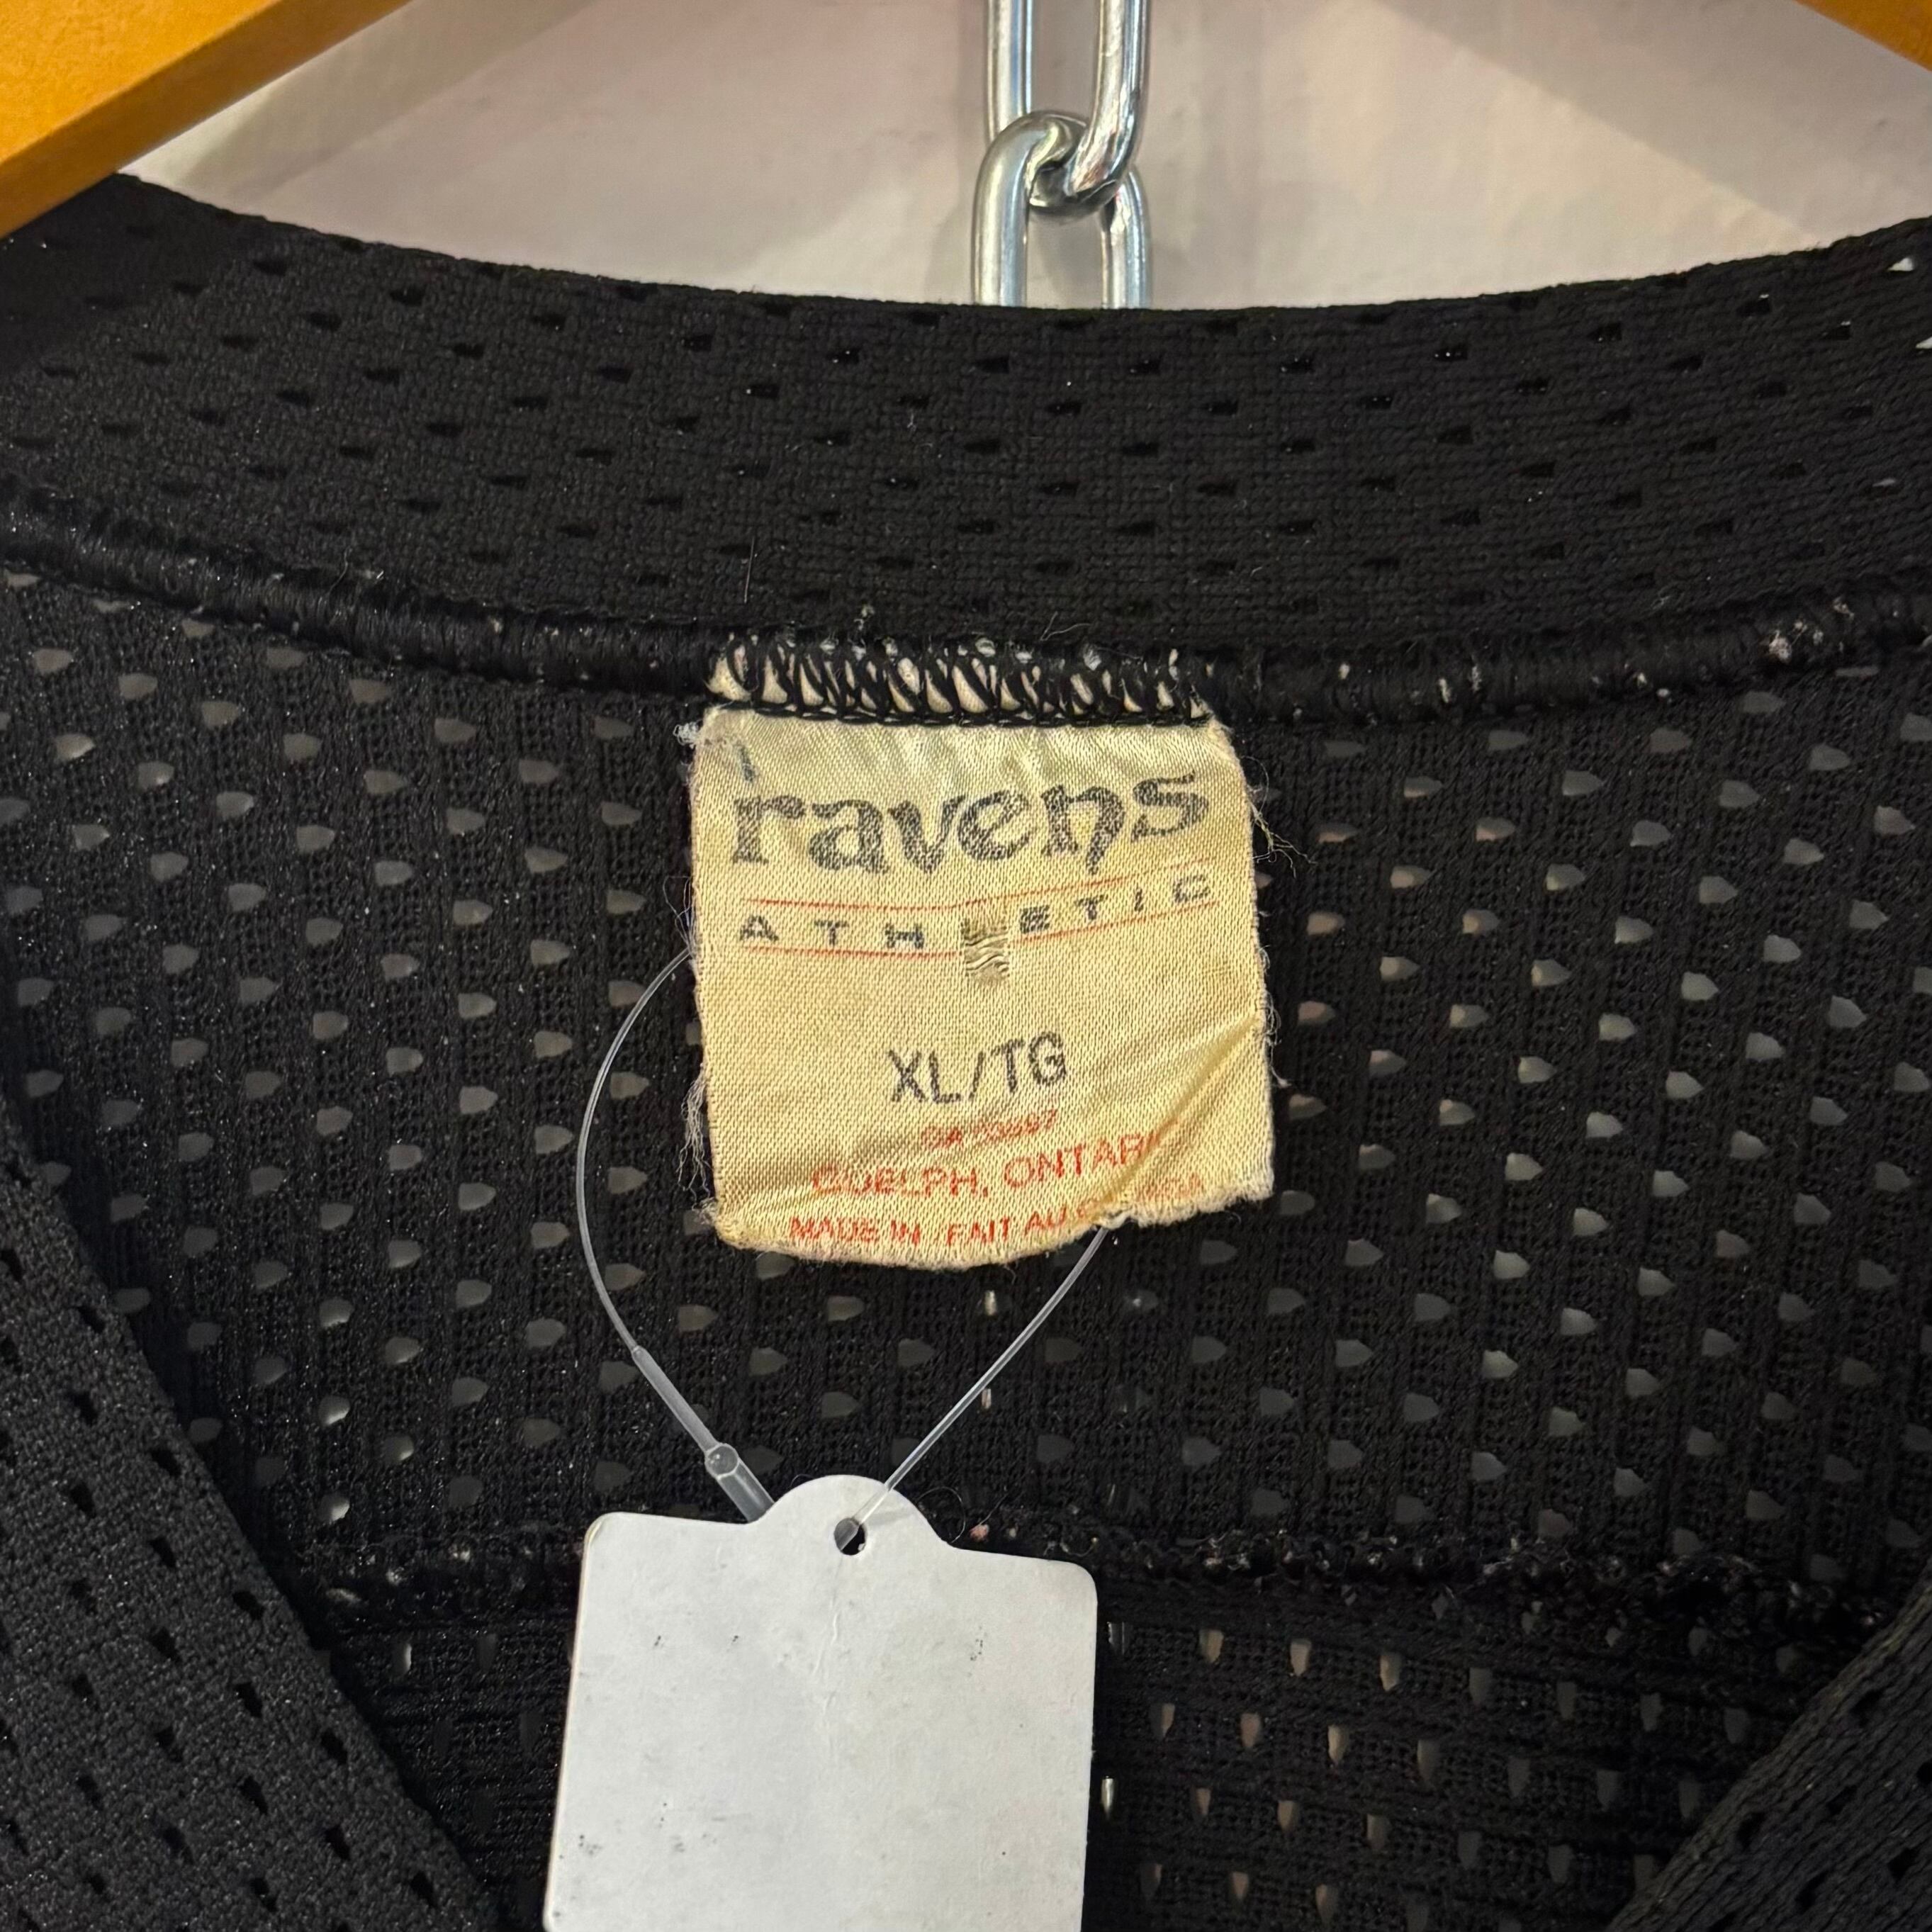 ravens
ATHLETIC
XL/TG
GUELPH, ONTARIO
MADE IN /FAIT AU CANADA